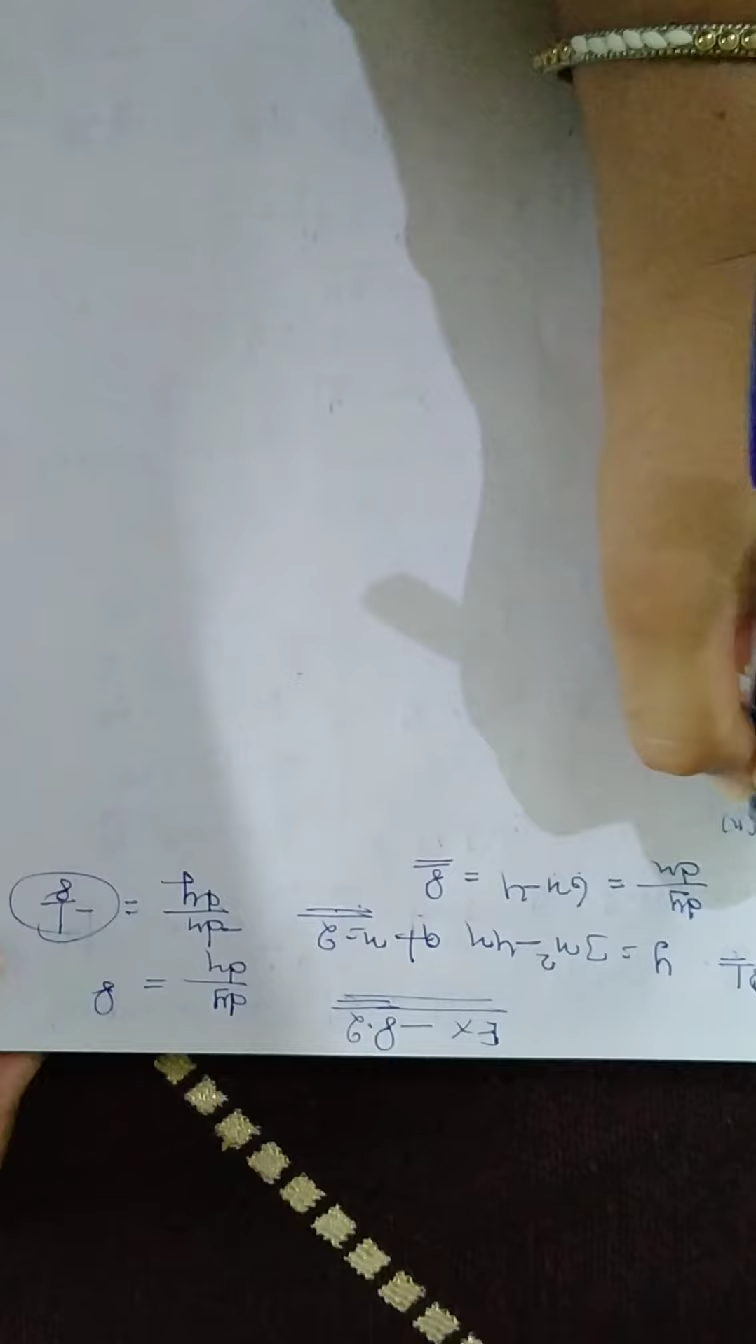 Ex - 8.2
Q1 y = 3x² - 4x at x = 2
dy/dx = 6x - 4 = 8
dy/dx = 8
dx/dy = -1/8